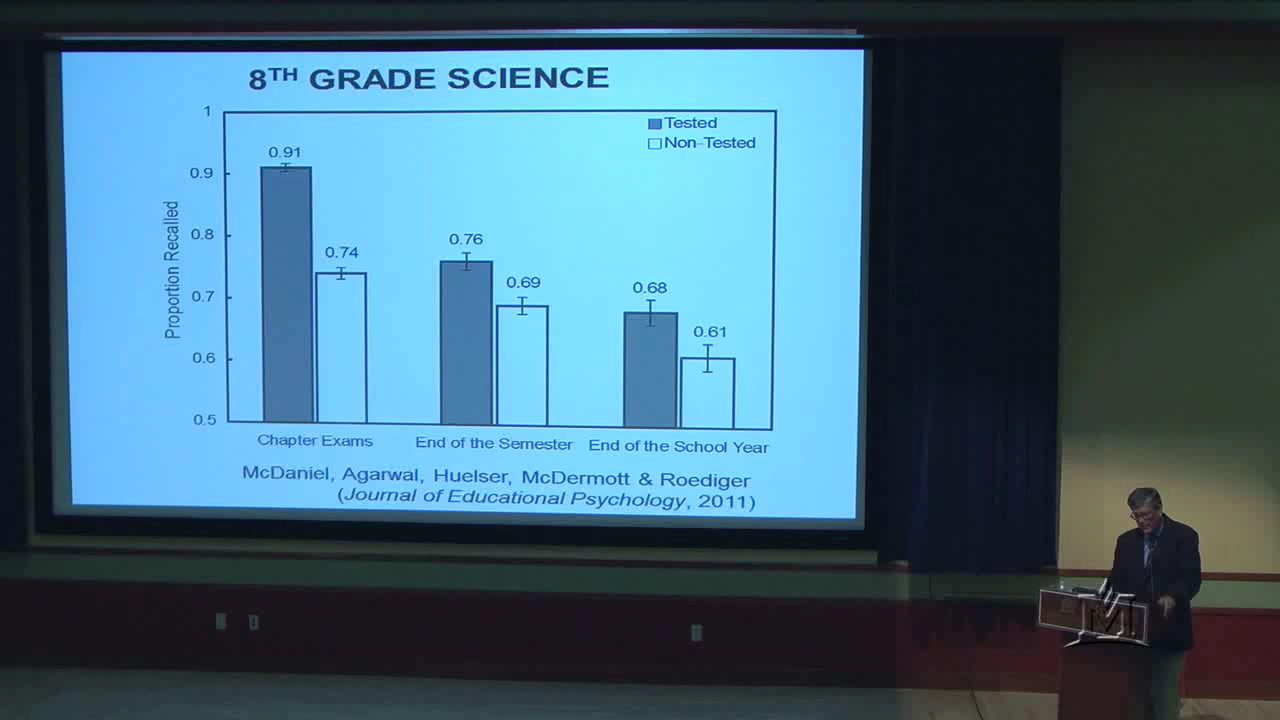 8TH GRADE SCIENCE
1
0.9
0.8
0.7
0.6
0.5
Proportion Recalled
Tested
Non-Tested
0.91
0.74
0.76
0.69
0.68
0.61
Chapter Exams
End of the Semester
End of the School Year
McDaniel, Agarwal, Huelser, McDermott & Roediger
(Journal of Educational Psychology, 2011)
M